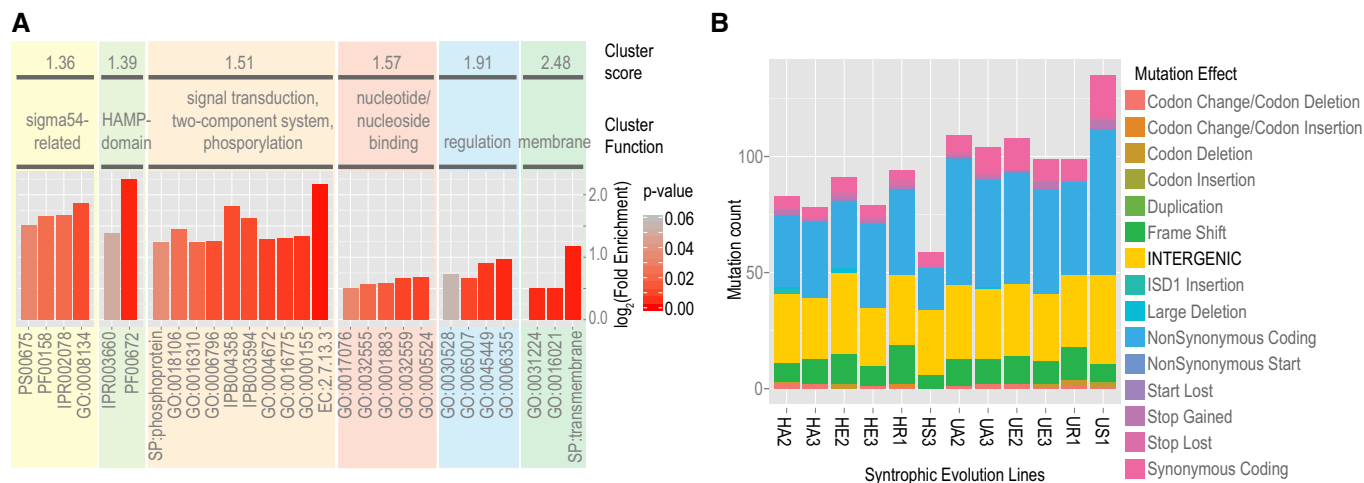 A
1.36
1.39
1.51
1.57
1.91
2.48
Cluster
score
sigma54-
related
HAMP-
domain
signal transduction,
two-component system,
phosporylation
nucleotide/
nucleoside
binding
regulation
membrane
Cluster
Function
2.0
1.0
0.0
log2(Fold Enrichment)
p-value
0.06
0.04
0.02
0.00
PS00675
PF00158
IPR002078
GO:0008134
IPR003660
PF00672
SP:phosphoprotein
GO:0018106
GO:0016310
GO:0006796
IPB004358
IPB003594
GO:0004672
GO:0016775
GO:0000155
EC:2.7.13.3
GO:0017076
GO:0032555
GO:0001883
GO:0032559
GO:0005524
GO:0030528
GO:0065007
GO:0045449
GO:0006355
GO:0031224
GO:0016021
SP:transmembrane
B
Mutation count
100
50
0
HA2
HA3
HE2
HE3
HR1
HS3
UA2
UA3
UE2
UE3
UR1
US1
Syntrophic Evolution Lines
Mutation Effect
Codon Change/Codon Deletion
Codon Change/Codon Insertion
Codon Deletion
Codon Insertion
Duplication
Frame Shift
INTERGENIC
ISD1 Insertion
Large Deletion
NonSynonymous Coding
NonSynonymous Start
Start Lost
Stop Gained
Stop Lost
Synonymous Coding